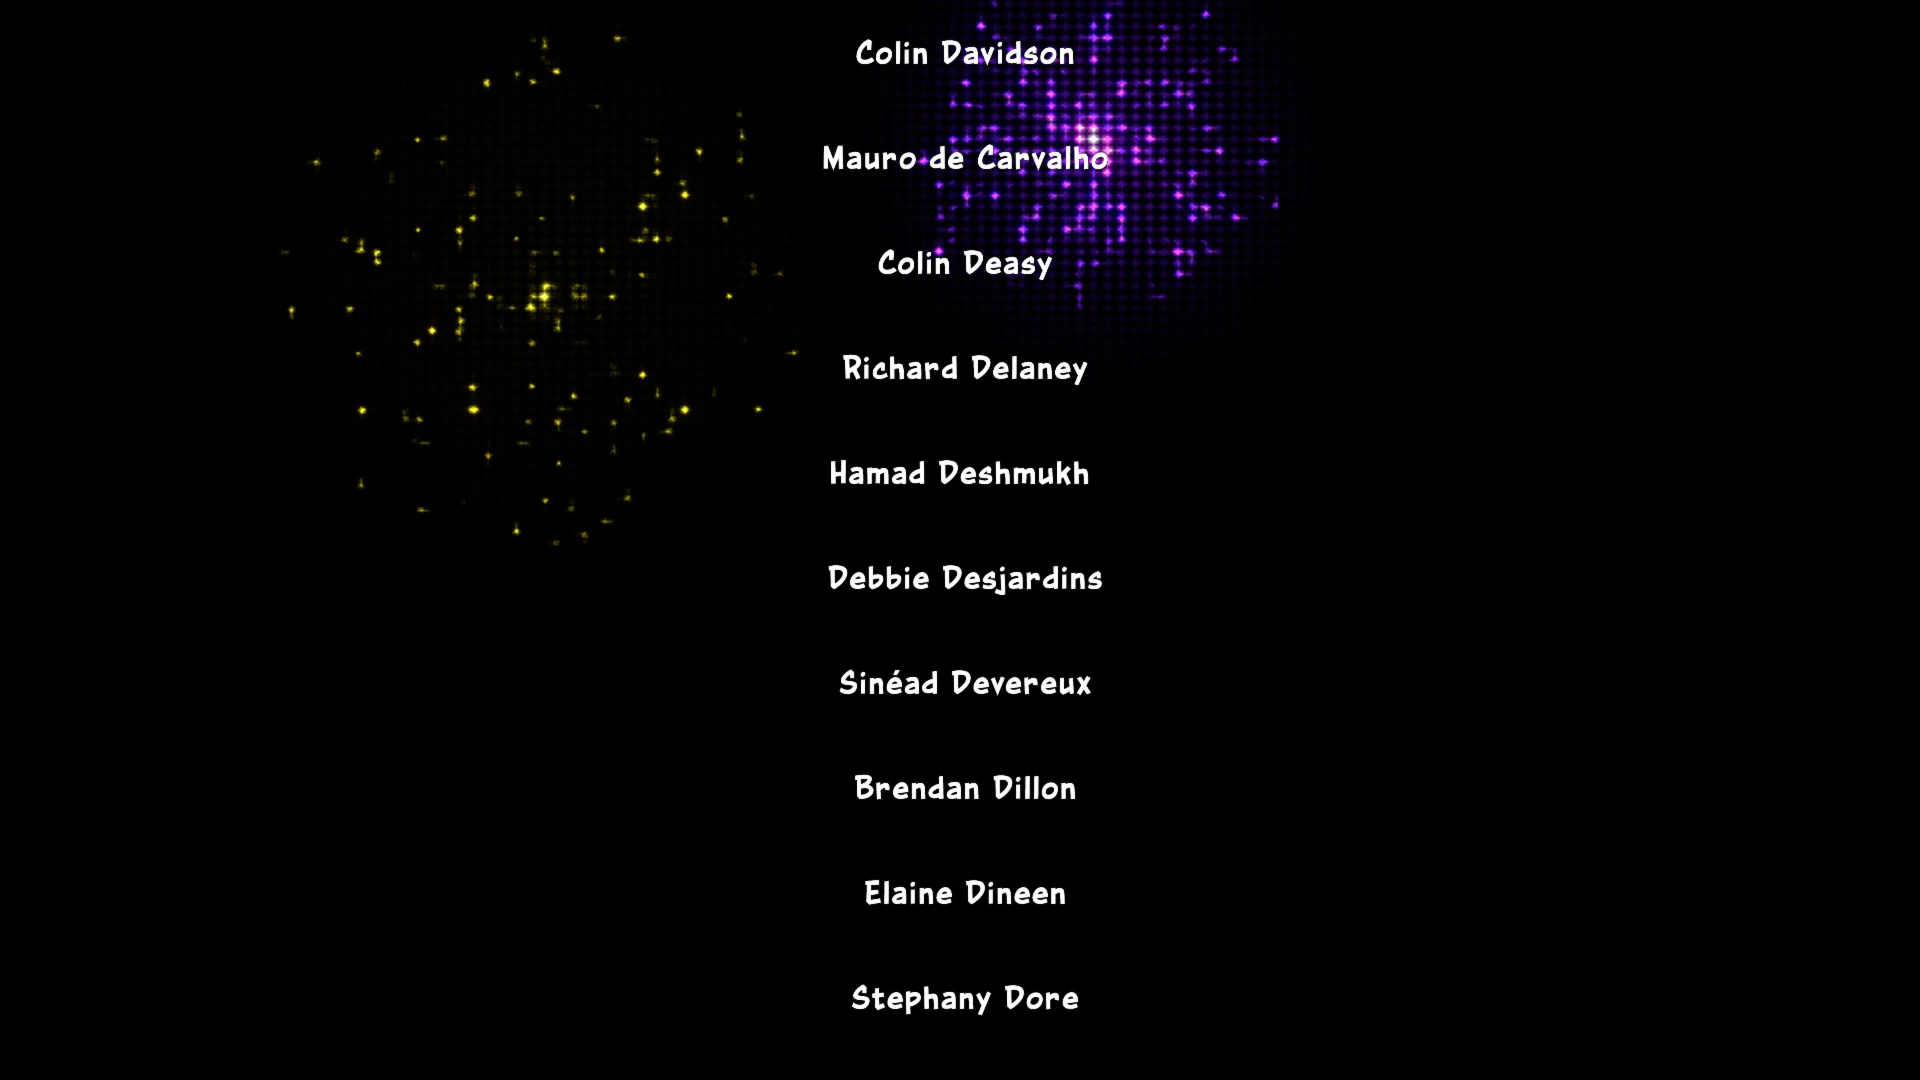 Colin Davidson
Mauro de Carvalho
Colin Deasy
Richard Delaney
Hamad Deshmukh
Debbie Desjardins
Sinéad Devereux
Brendan Dillon
Elaine Dineen
Stephany Dore